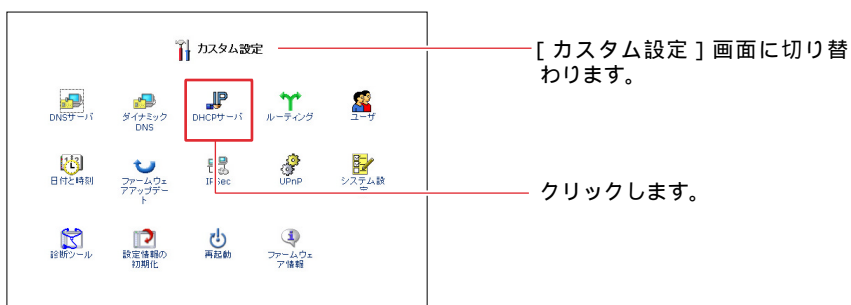 カスタム設定
[カスタム設定]画面に切り替
わります。
DNSサーバ
ダイナミック
DNS
DHCPサーバ
ルーティング
ユーザ
日付と時刻
ファームウェ
アアップデー
ト
IPSec
UPnP
システム設
クリックします。
診断ツール
設定情報の
初期化
再起動
ファームウェ
ア情報